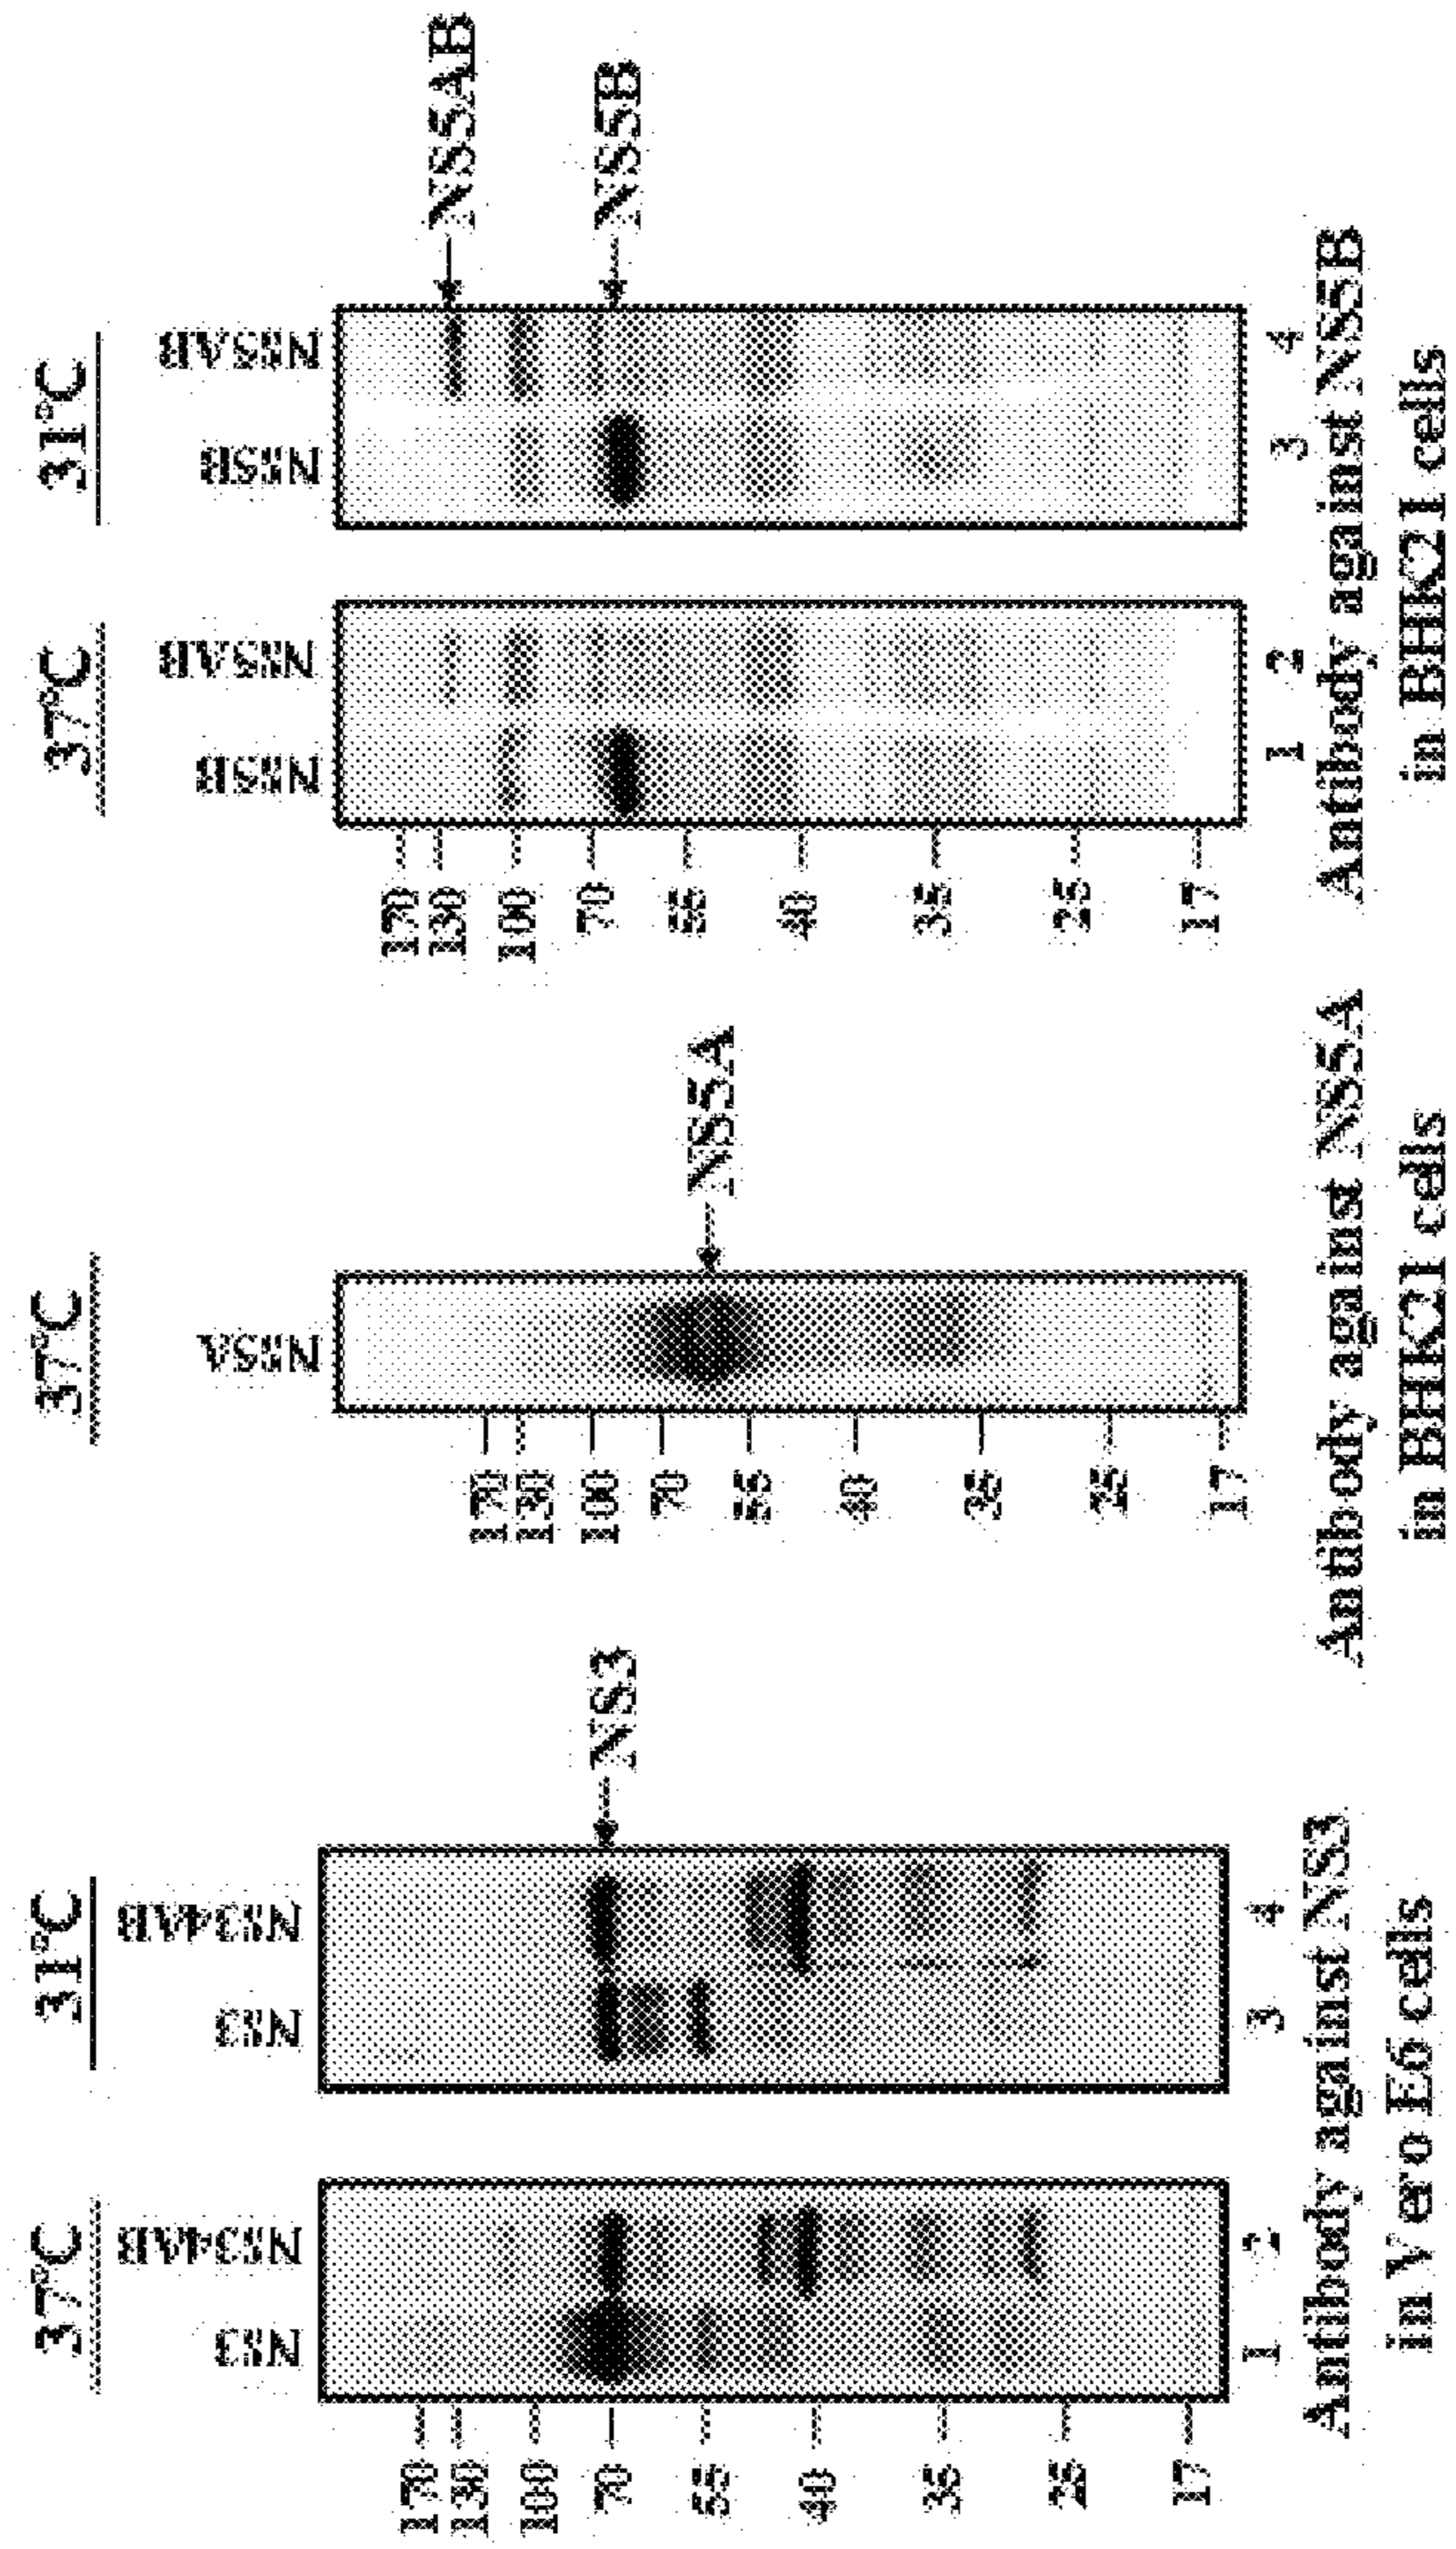 37°C
31°C
NS3
NS34AB
NS3
NS34AB
170
130
100
70
55
40
35
25
17
←NS3
1
2
3
4
Antibody against NS3
in Vero E6 cells
37°C
NS5A
170
130
100
70
55
40
35
25
17
←NS5A
Antibody against NS5A
in BHK21 cells
37°C
31°C
NS5B
NS5AB
NS5B
NS5AB
170
130
100
70
55
40
35
25
17
←NS5AB
←NS5B
1
2
3
4
Antibody against NS5B
in BHK21 cells